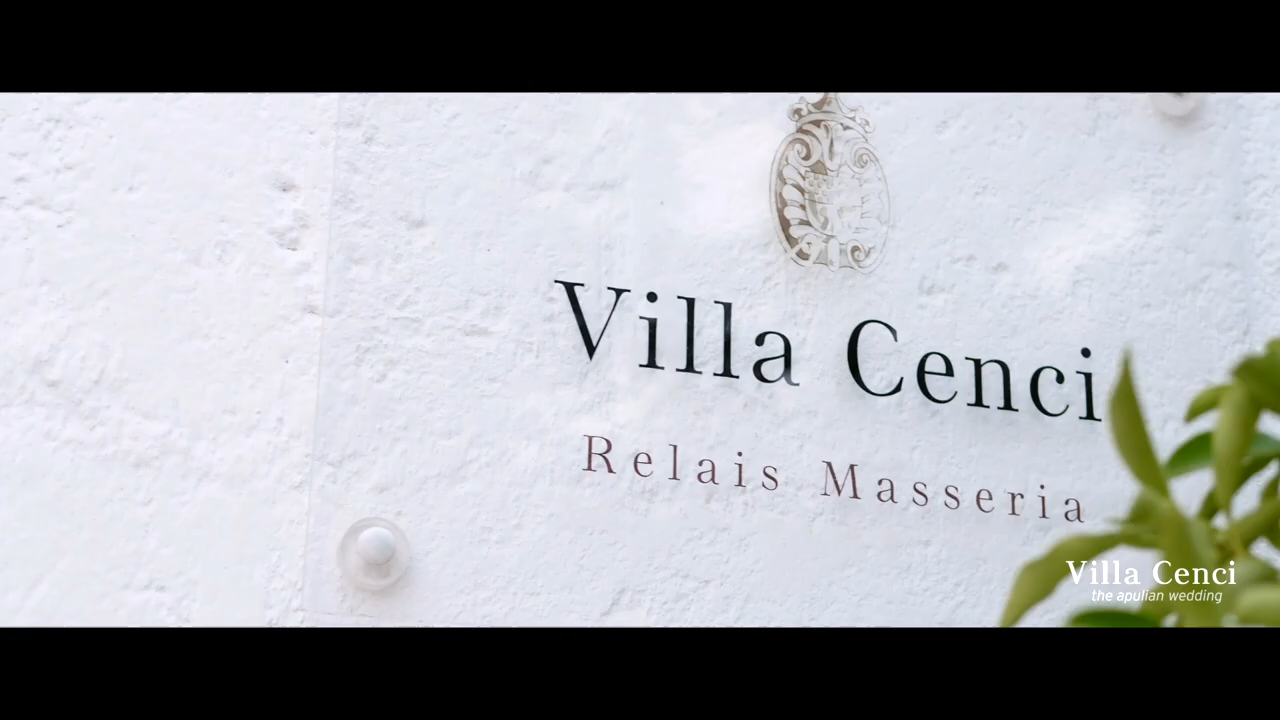 Villa Cenci
Relais Masseria
Villa Cenci
the apulian wedding